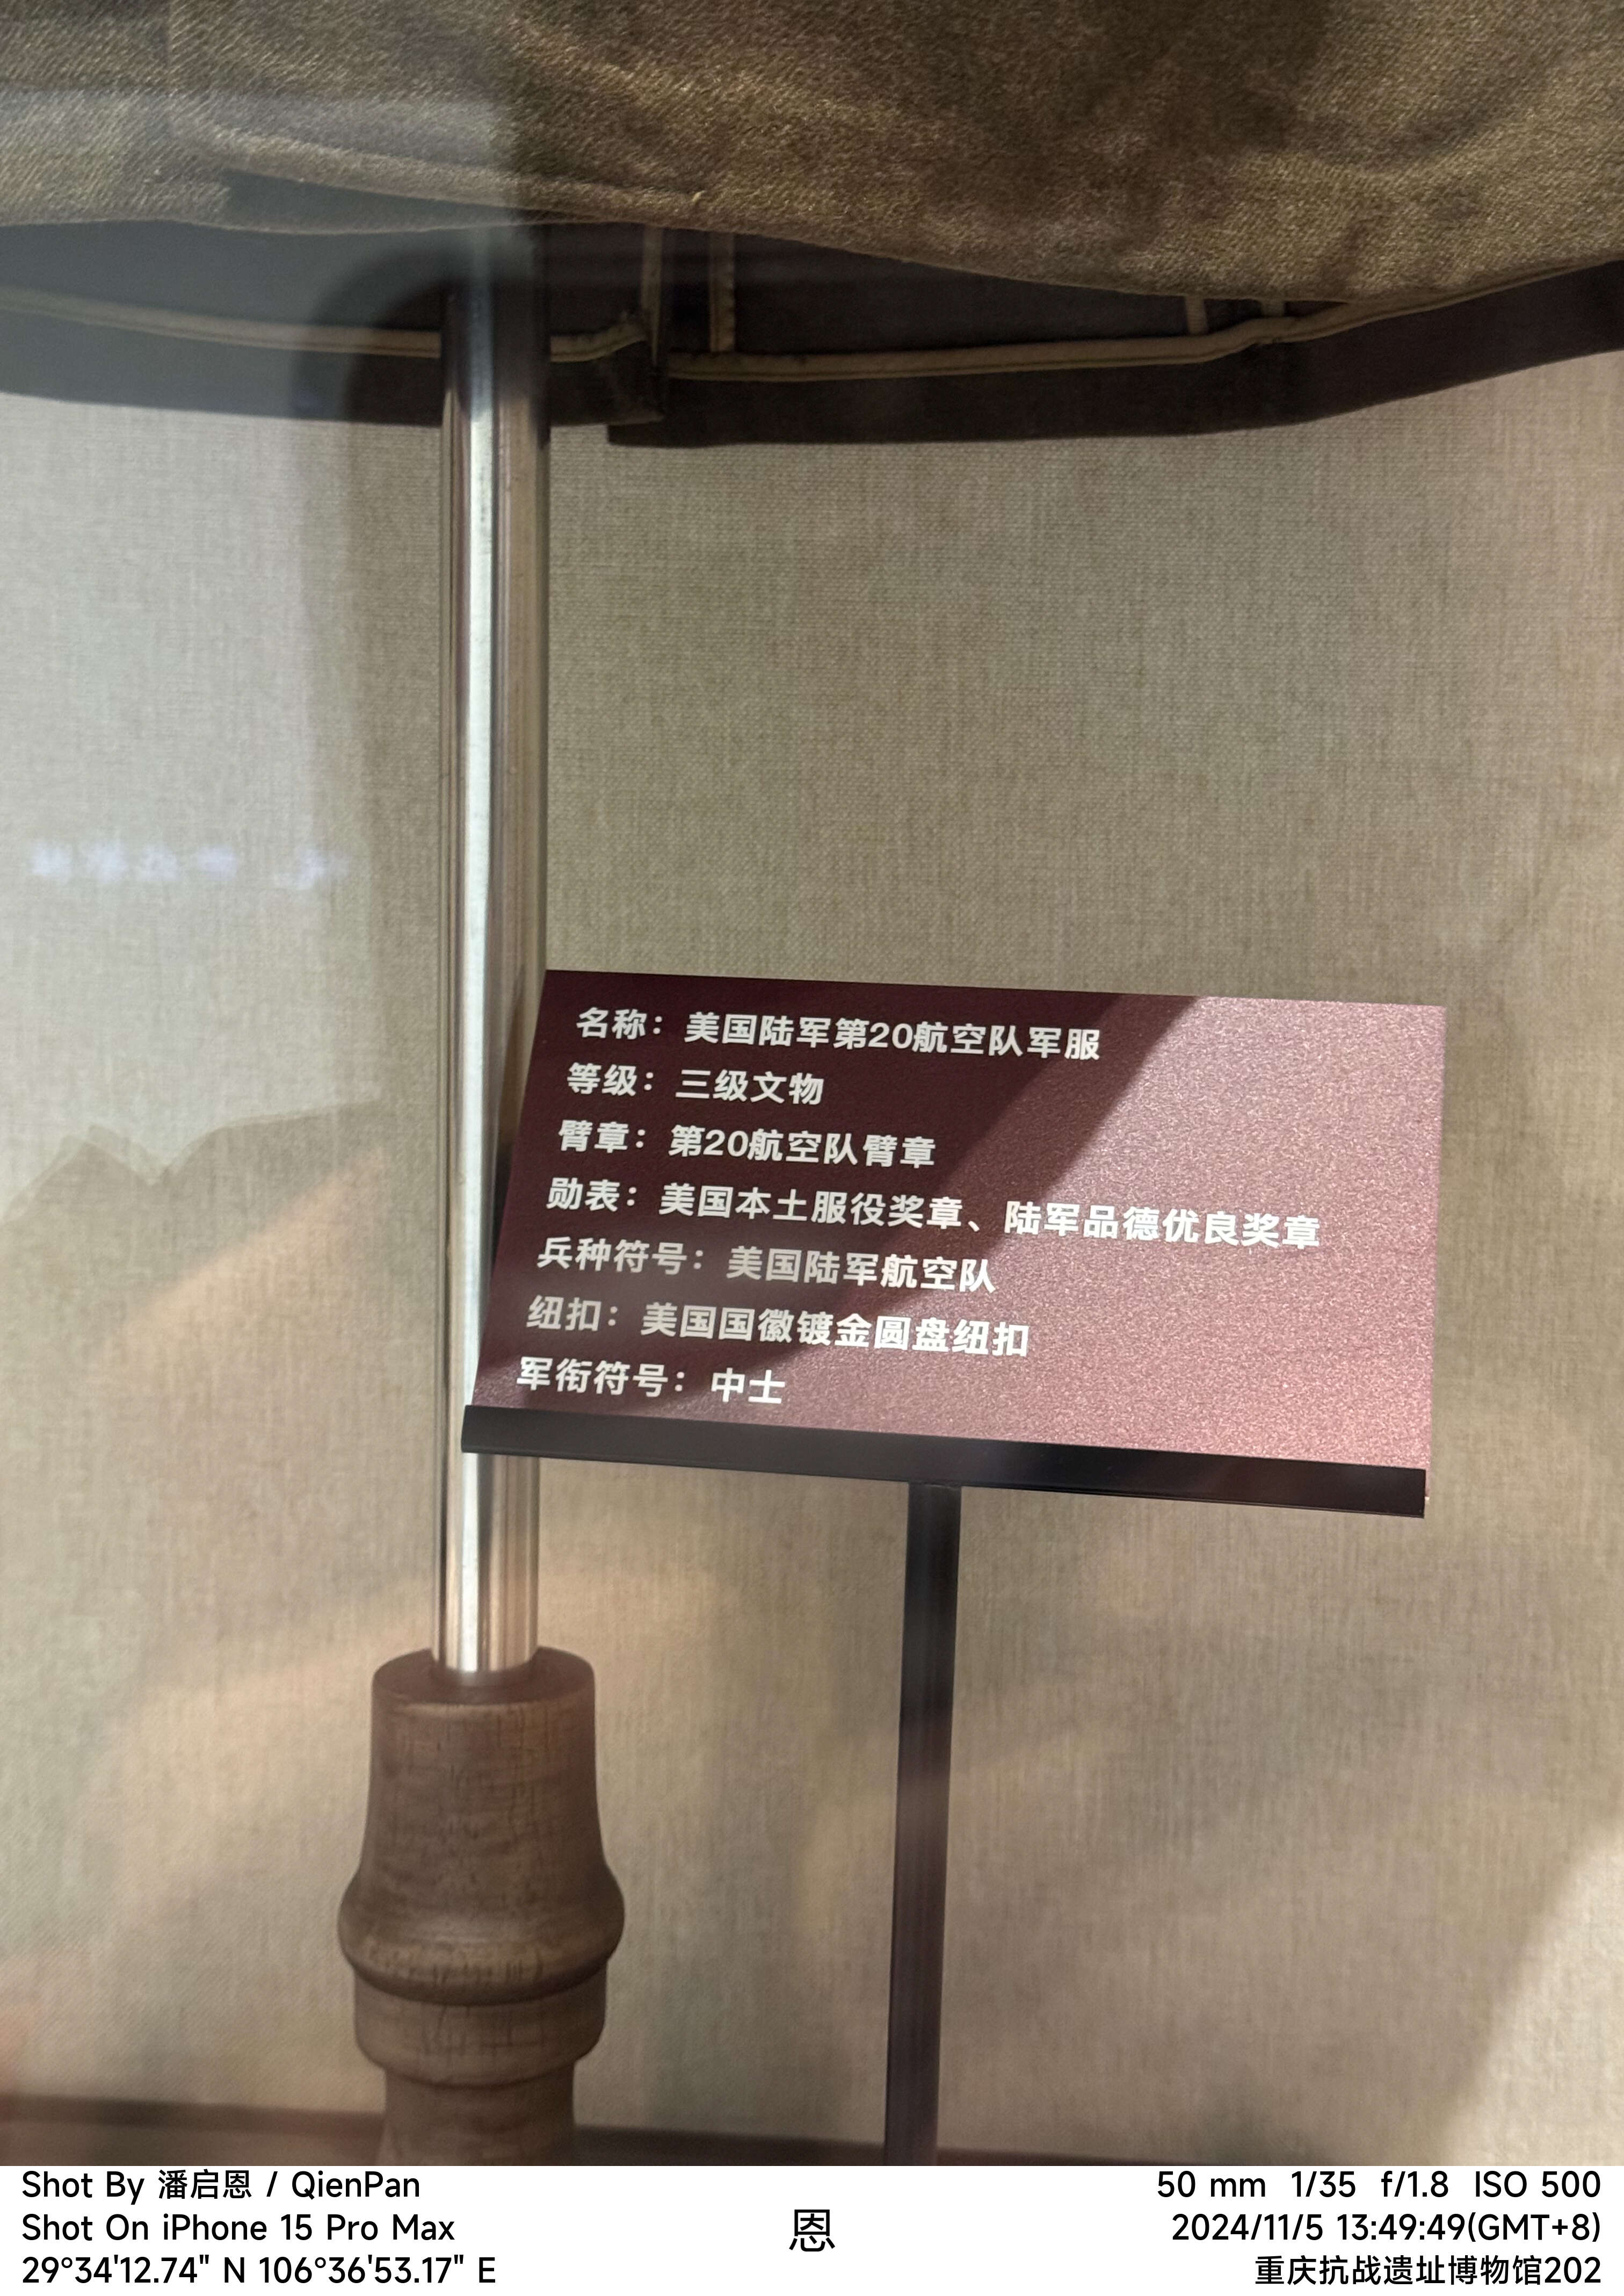 名称：美国陆军第20航空队军服
等级：三级文物
臂章：第20航空队臂章
勋表：美国本土服役奖章、陆军品德优良奖章
兵种符号：美国陆军航空队
纽扣：美国国徽镀金圆盘纽扣
军衔符号：中士
Shot By 潘启恩 / QienPan
Shot On iPhone 15 Pro Max
29°34'12.74" N 106°36'53.17" E
恩
50 mm 1/35 f/1.8 ISO 500
2024/11/5 13:49:49(GMT+8)
重庆抗战遗址博物馆202